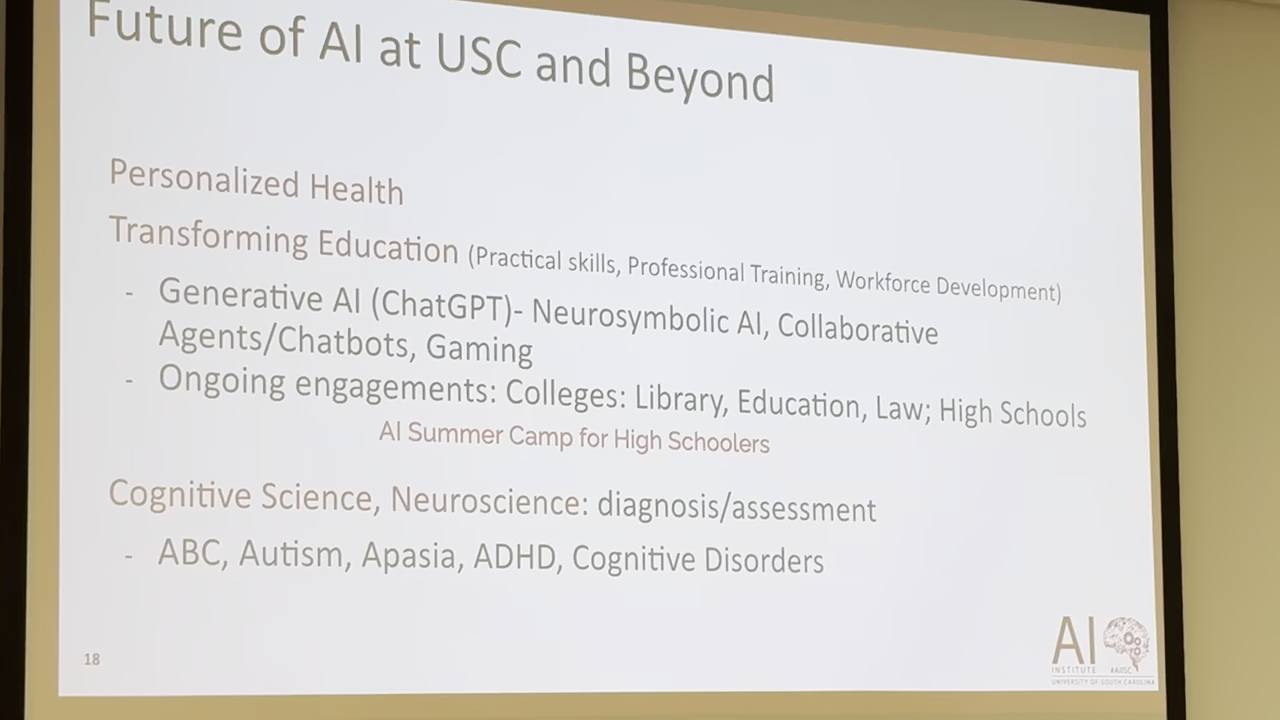 Future of AI at USC and Beyond
Personalized Health
Transforming Education (Practical skills, Professional Training, Workforce Development)
- Generative AI (ChatGPT)- Neurosymbolic AI, Collaborative
Agents/Chatbots, Gaming
- Ongoing engagements: Colleges: Library, Education, Law; High Schools
AI Summer Camp for High Schoolers
Cognitive Science, Neuroscience: diagnosis/assessment
- ABC, Autism, Apasia, ADHD, Cognitive Disorders
18
AI
INSTITUTE #AIISC
UNIVERSITY OF SOUTH CAROLINA